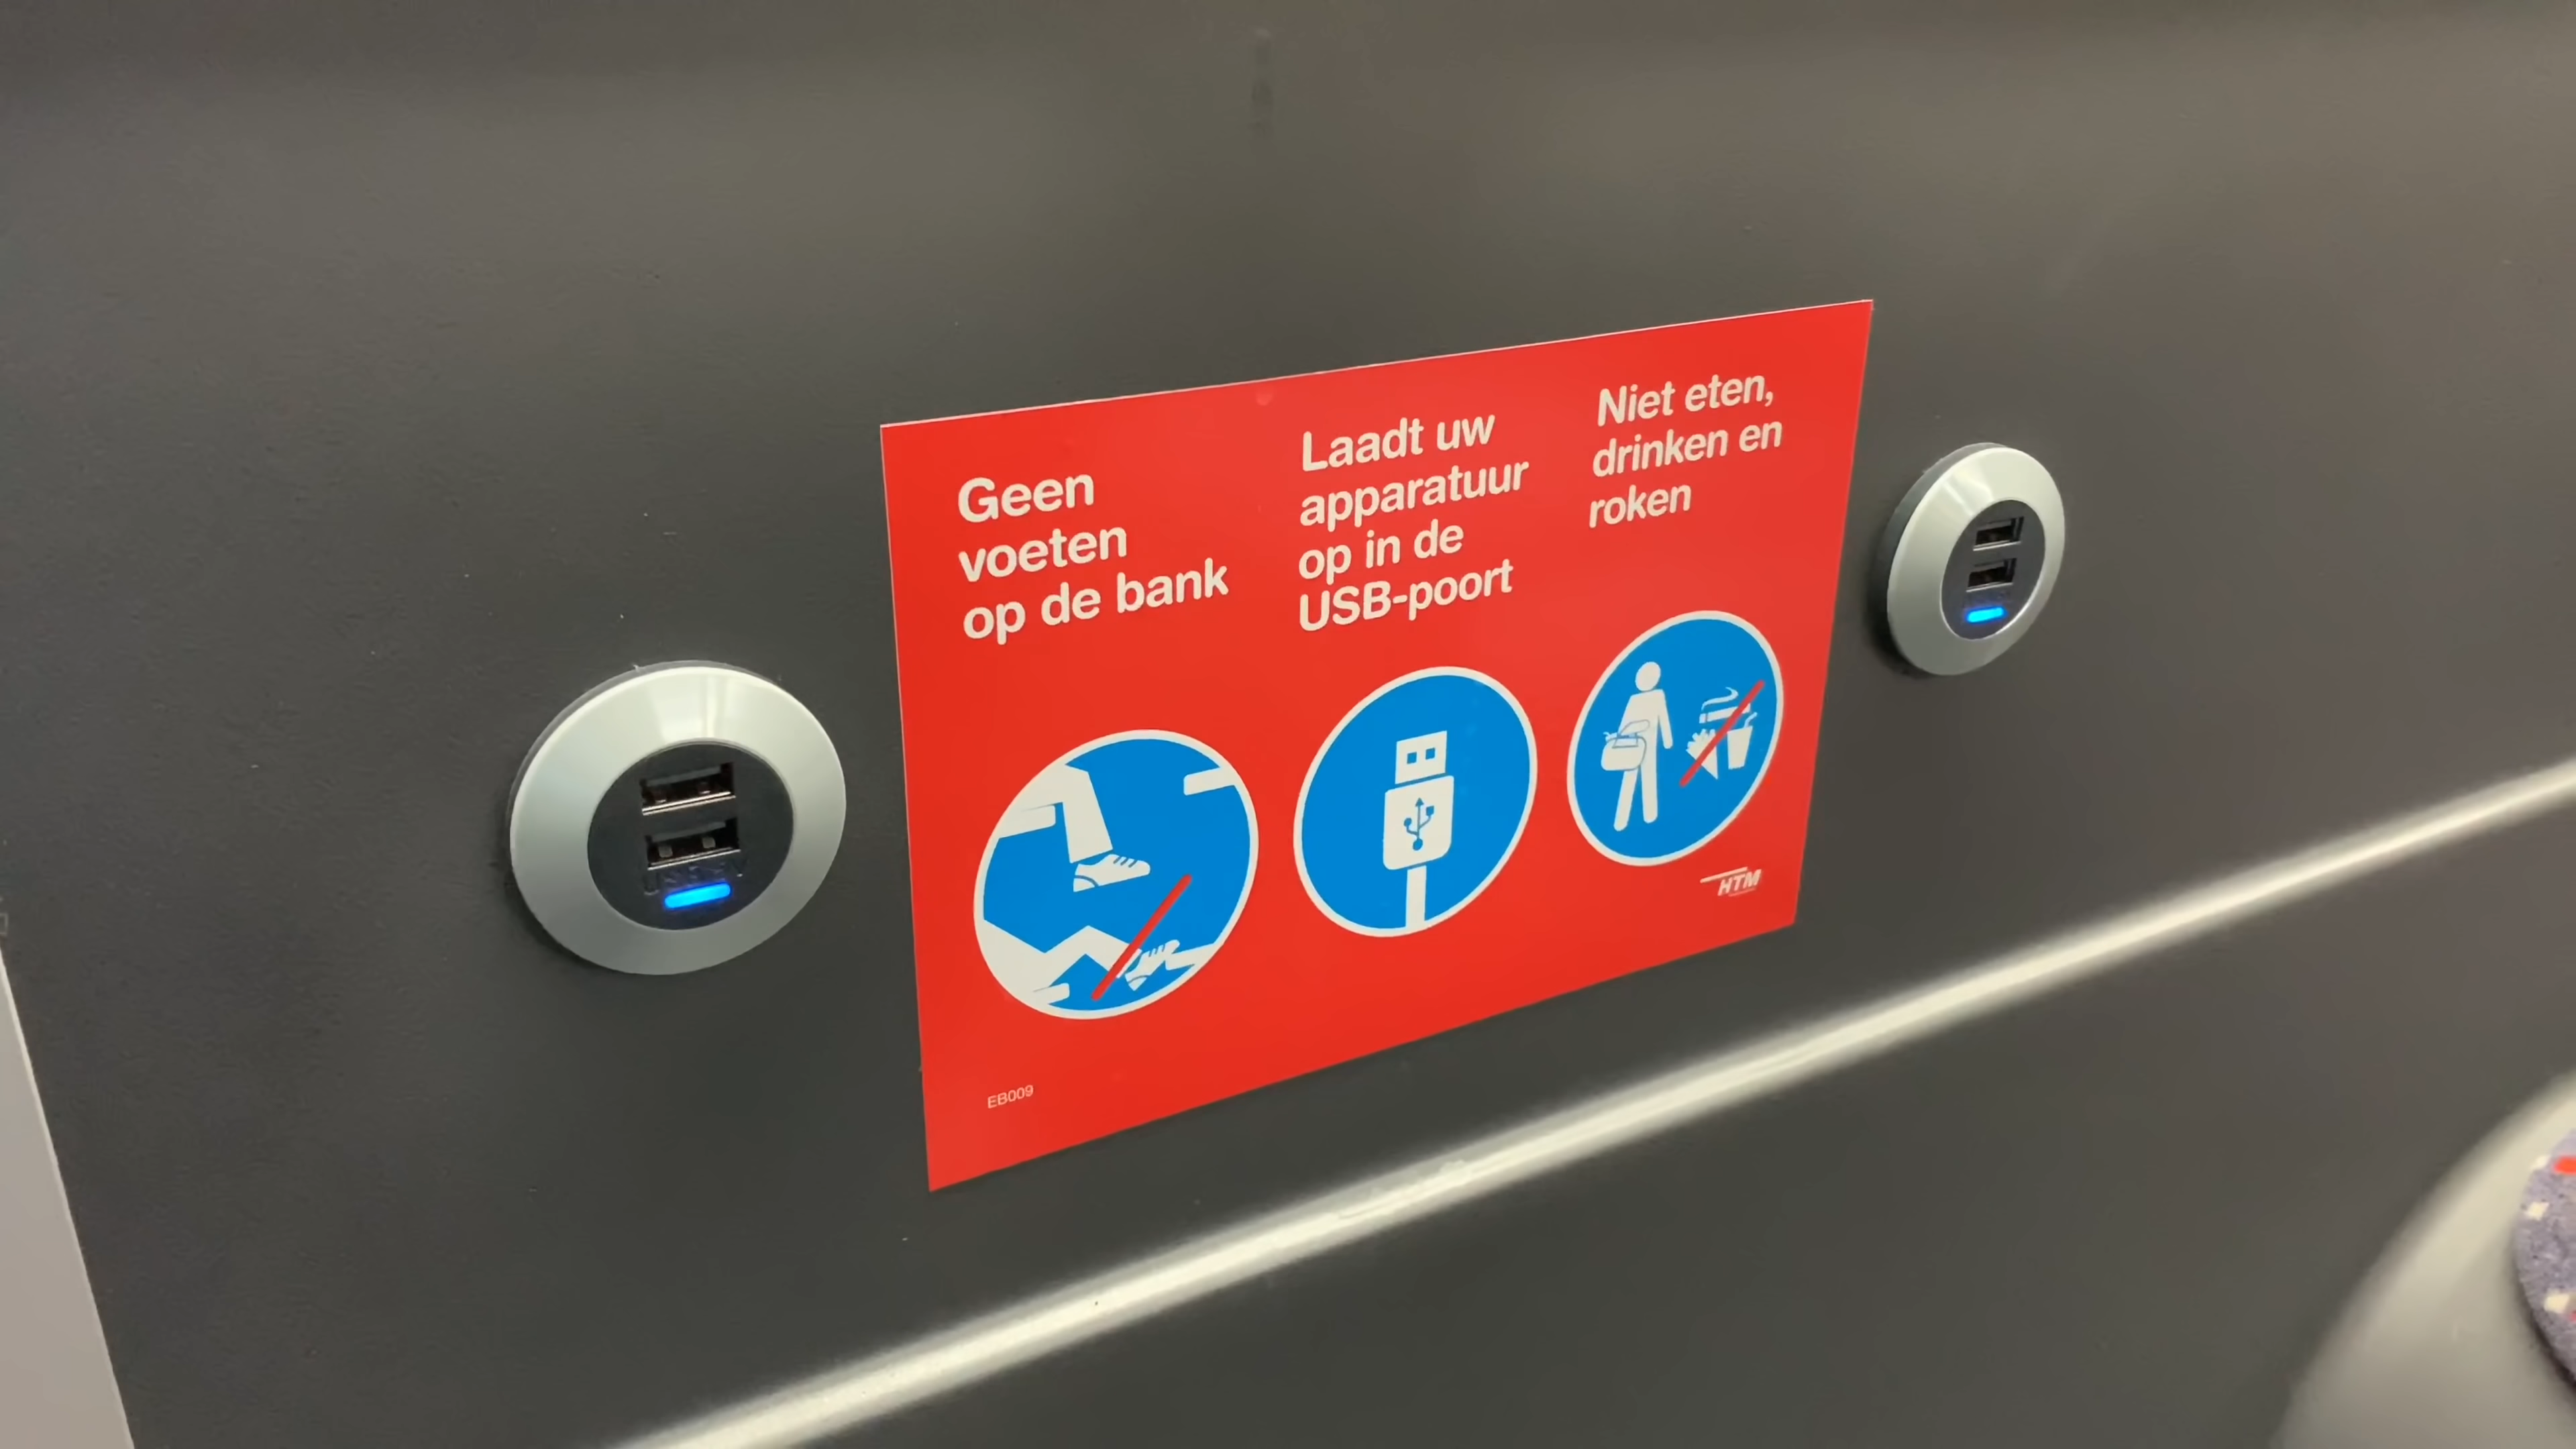 Geen
voeten
op de bank
Laadt uw
apparatuur
op in de
USB-poort
Niet eten,
drinken en
roken
HTM
EB009